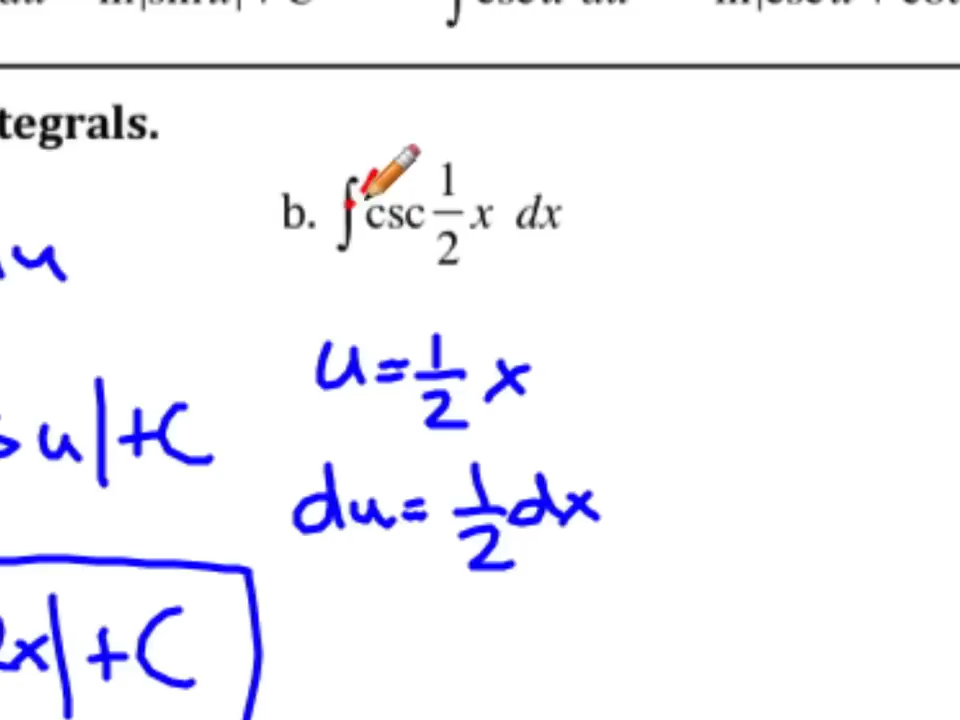 tegrals.
b. ∫ csc 1/2 x dx
u
u = 1/2 x
u| + C
du = 1/2 dx
x| + C